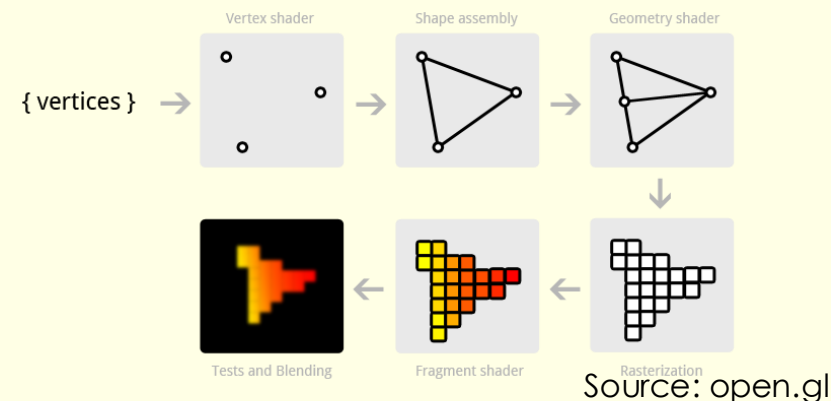 Vertex shader
Shape assembly
Geometry shader
{ vertices }
Tests and Blending
Fragment shader
Rasterization
Source: open.gl